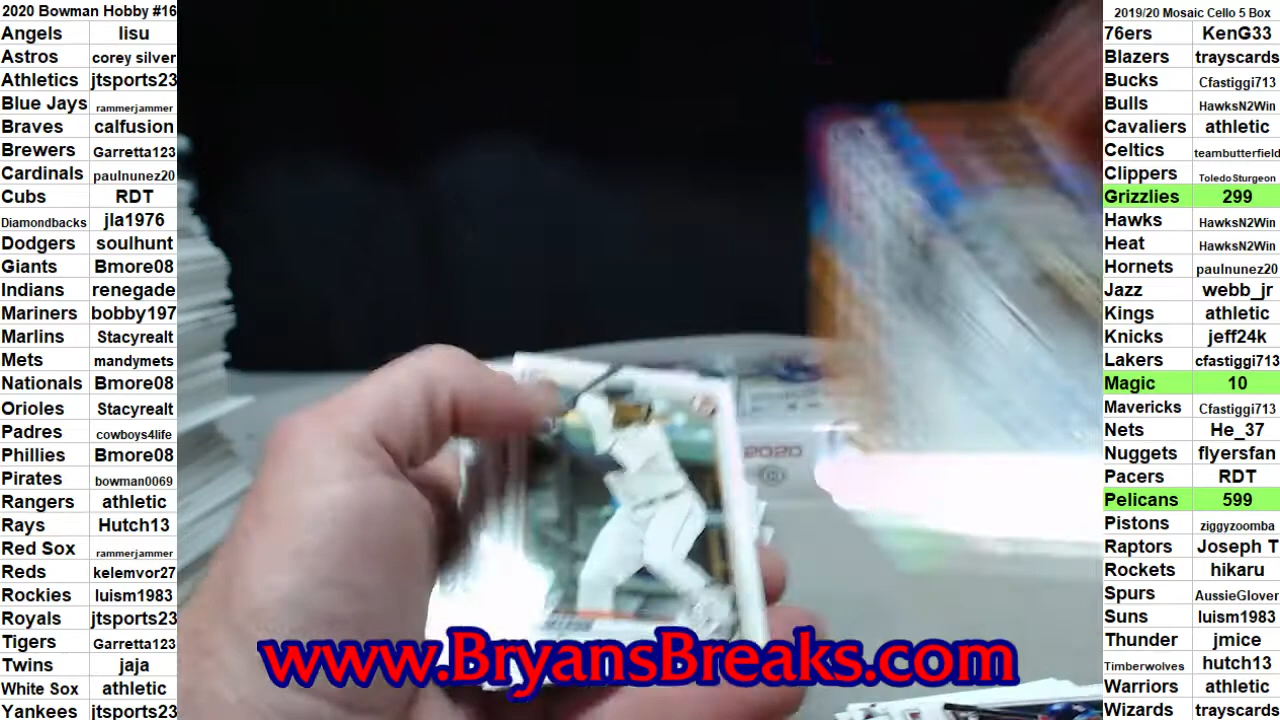 2020 Bowman Hobby #16
Angels lisu
Astros corey silver
Athletics jtsports23
Blue Jays rammerjammer
Braves calfusion
Brewers Garretta123
Cardinals paulnunez20
Cubs RDT
Diamondbacks jla1976
Dodgers soulhunt
Giants Bmore08
Indians renegade
Mariners bobby197
Marlins Stacyrealt
Mets mandymets
Nationals Bmore08
Orioles Stacyrealt
Padres cowboys4life
Phillies Bmore08
Pirates bowman0069
Rangers athletic
Rays Hutch13
Red Sox rammerjammer
Reds kelemvor27
Rockies luism1983
Royals jtsports23
Tigers Garretta123
Twins jaja
White Sox athletic
Yankees jtsports23
2020
www.BryansBreaks.com
2019/20 Mosaic Cello 5 Box
76ers KenG33
Blazers trayscards
Bucks Cfastiggi713
Bulls HawksN2Win
Cavaliers athletic
Celtics teambutterfield
Clippers ToledoSturgeon
Grizzlies 299
Hawks HawksN2Win
Heat HawksN2Win
Hornets paulnunez20
Jazz webb_jr
Kings athletic
Knicks jeff24k
Lakers cfastiggi713
Magic 10
Mavericks Cfastiggi713
Nets He_37
Nuggets flyersfan
Pacers RDT
Pelicans 599
Pistons ziggyzoomba
Raptors Joseph T
Rockets hikaru
Spurs AussieGlover
Suns luism1983
Thunder jmice
Timberwolves hutch13
Warriors athletic
Wizards trayscards